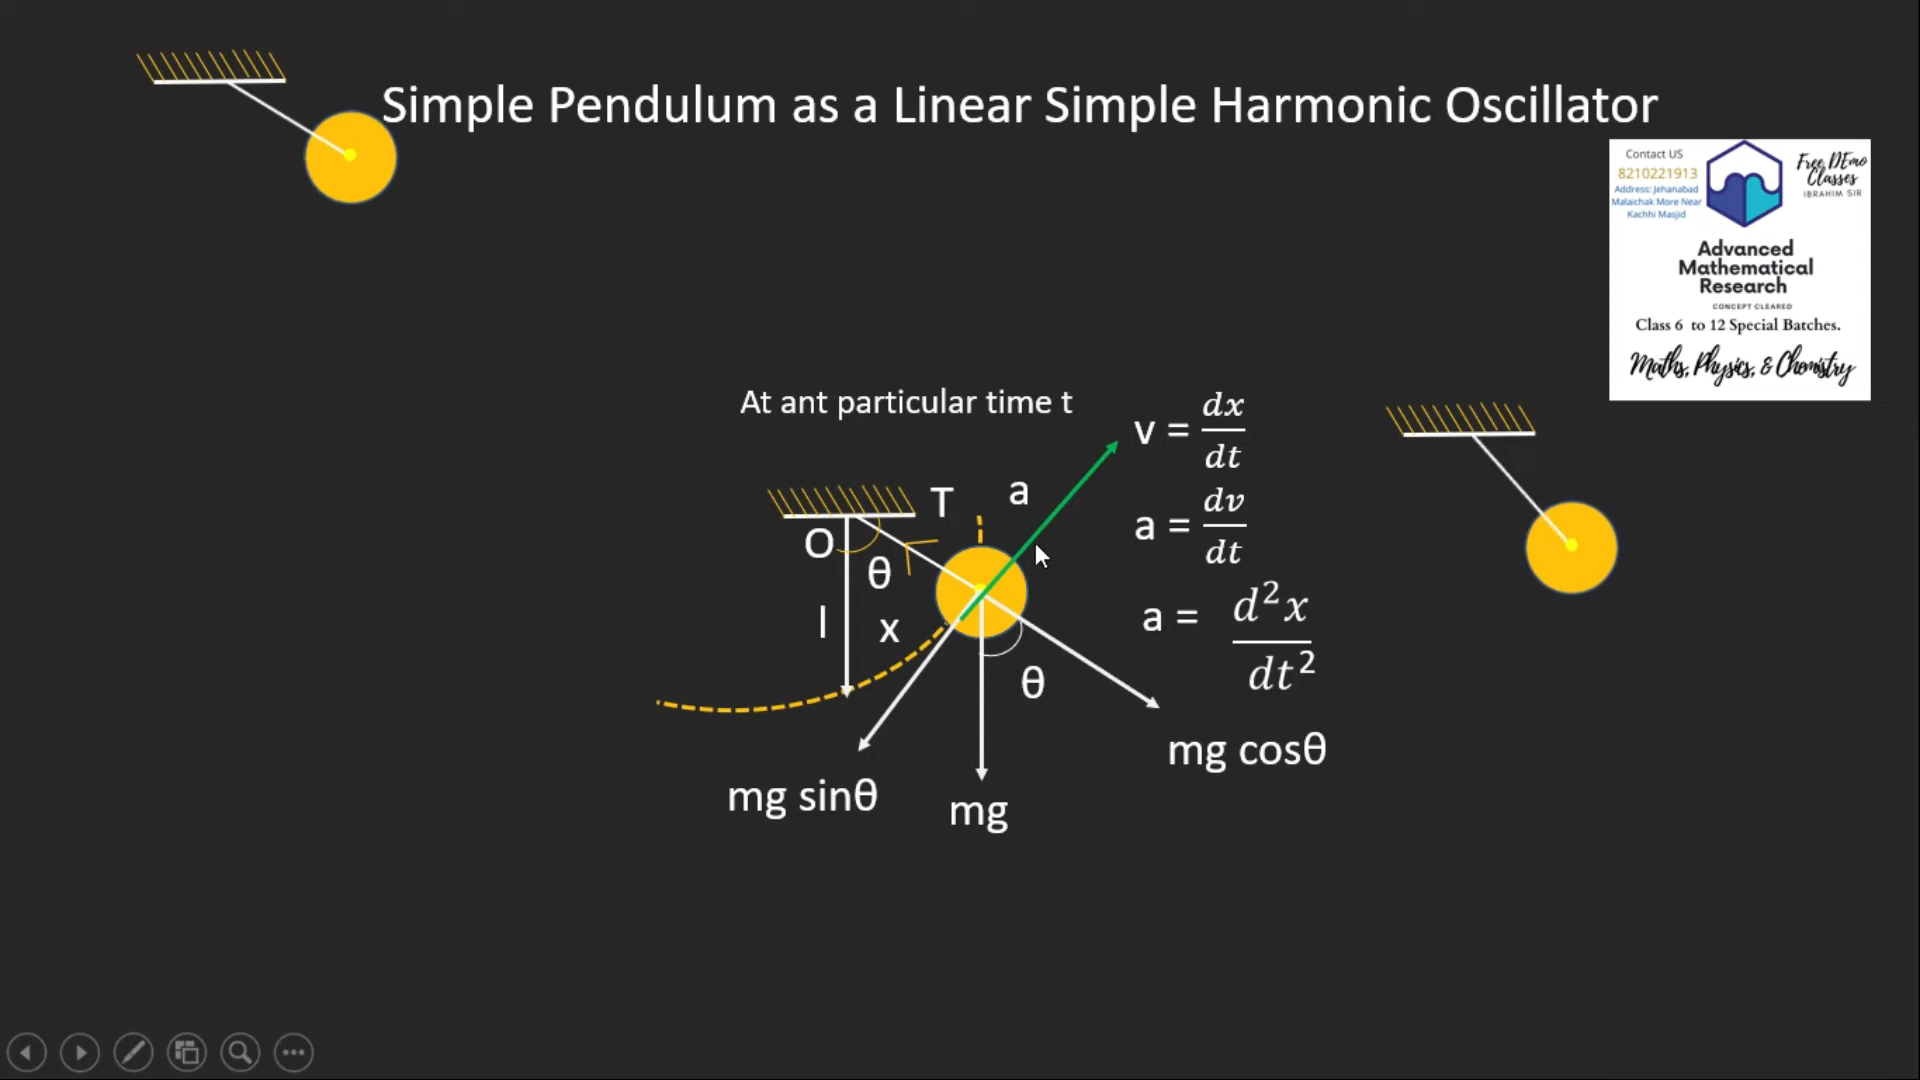 Simple Pendulum as a Linear Simple Harmonic Oscillator
Contact US
8210221913
Address: Jehanabad
Malaichak More Near
Kachhi Masjid
Free DEmo
Classes
IBRAHIM SIR
Advanced
Mathematical
Research
CONCEPT CLEARED
Class 6 to 12 Special Batches.
Maths, Physics, & Chemistry
At ant particular time t
v = dx/dt
a = dv/dt
a = d²x/dt²
T
a
O
θ
l
x
θ
mg cosθ
mg sinθ
mg